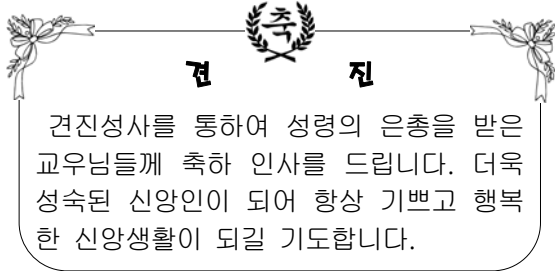 축
견 진
견진성사를 통하여 성령의 은총을 받은
교우님들께 축하 인사를 드립니다. 더욱
성숙된 신앙인이 되어 항상 기쁘고 행복
한 신앙생활이 되길 기도합니다.